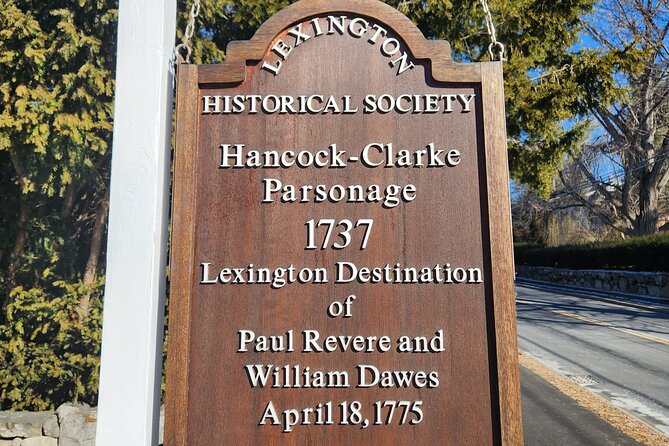 LEXINGTON
HISTORICAL SOCIETY
Hancock-Clarke
Parsonage
1737
Lexington Destination
of
Paul Revere and
William Dawes
April 18, 1775